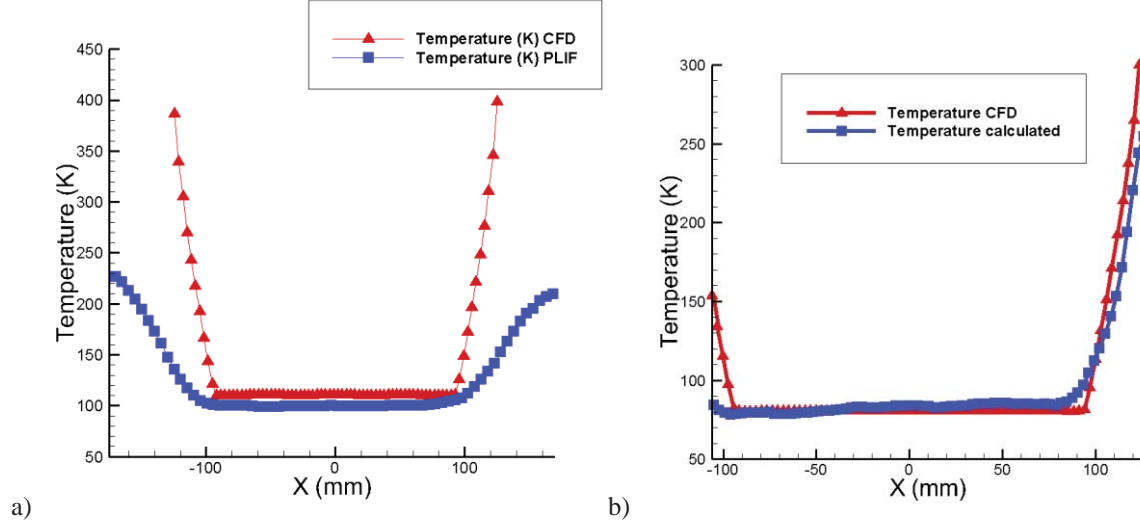 Temperature (K) CFD
Temperature (K) PLIF
450
400
350
300
250
200
150
100
50
Temperature (K)
-100 0 100
X (mm)
a)
Temperature CFD
Temperature calculated
300
250
200
150
100
50
Temperature (K)
-100 -50 0 50 100
X (mm)
b)